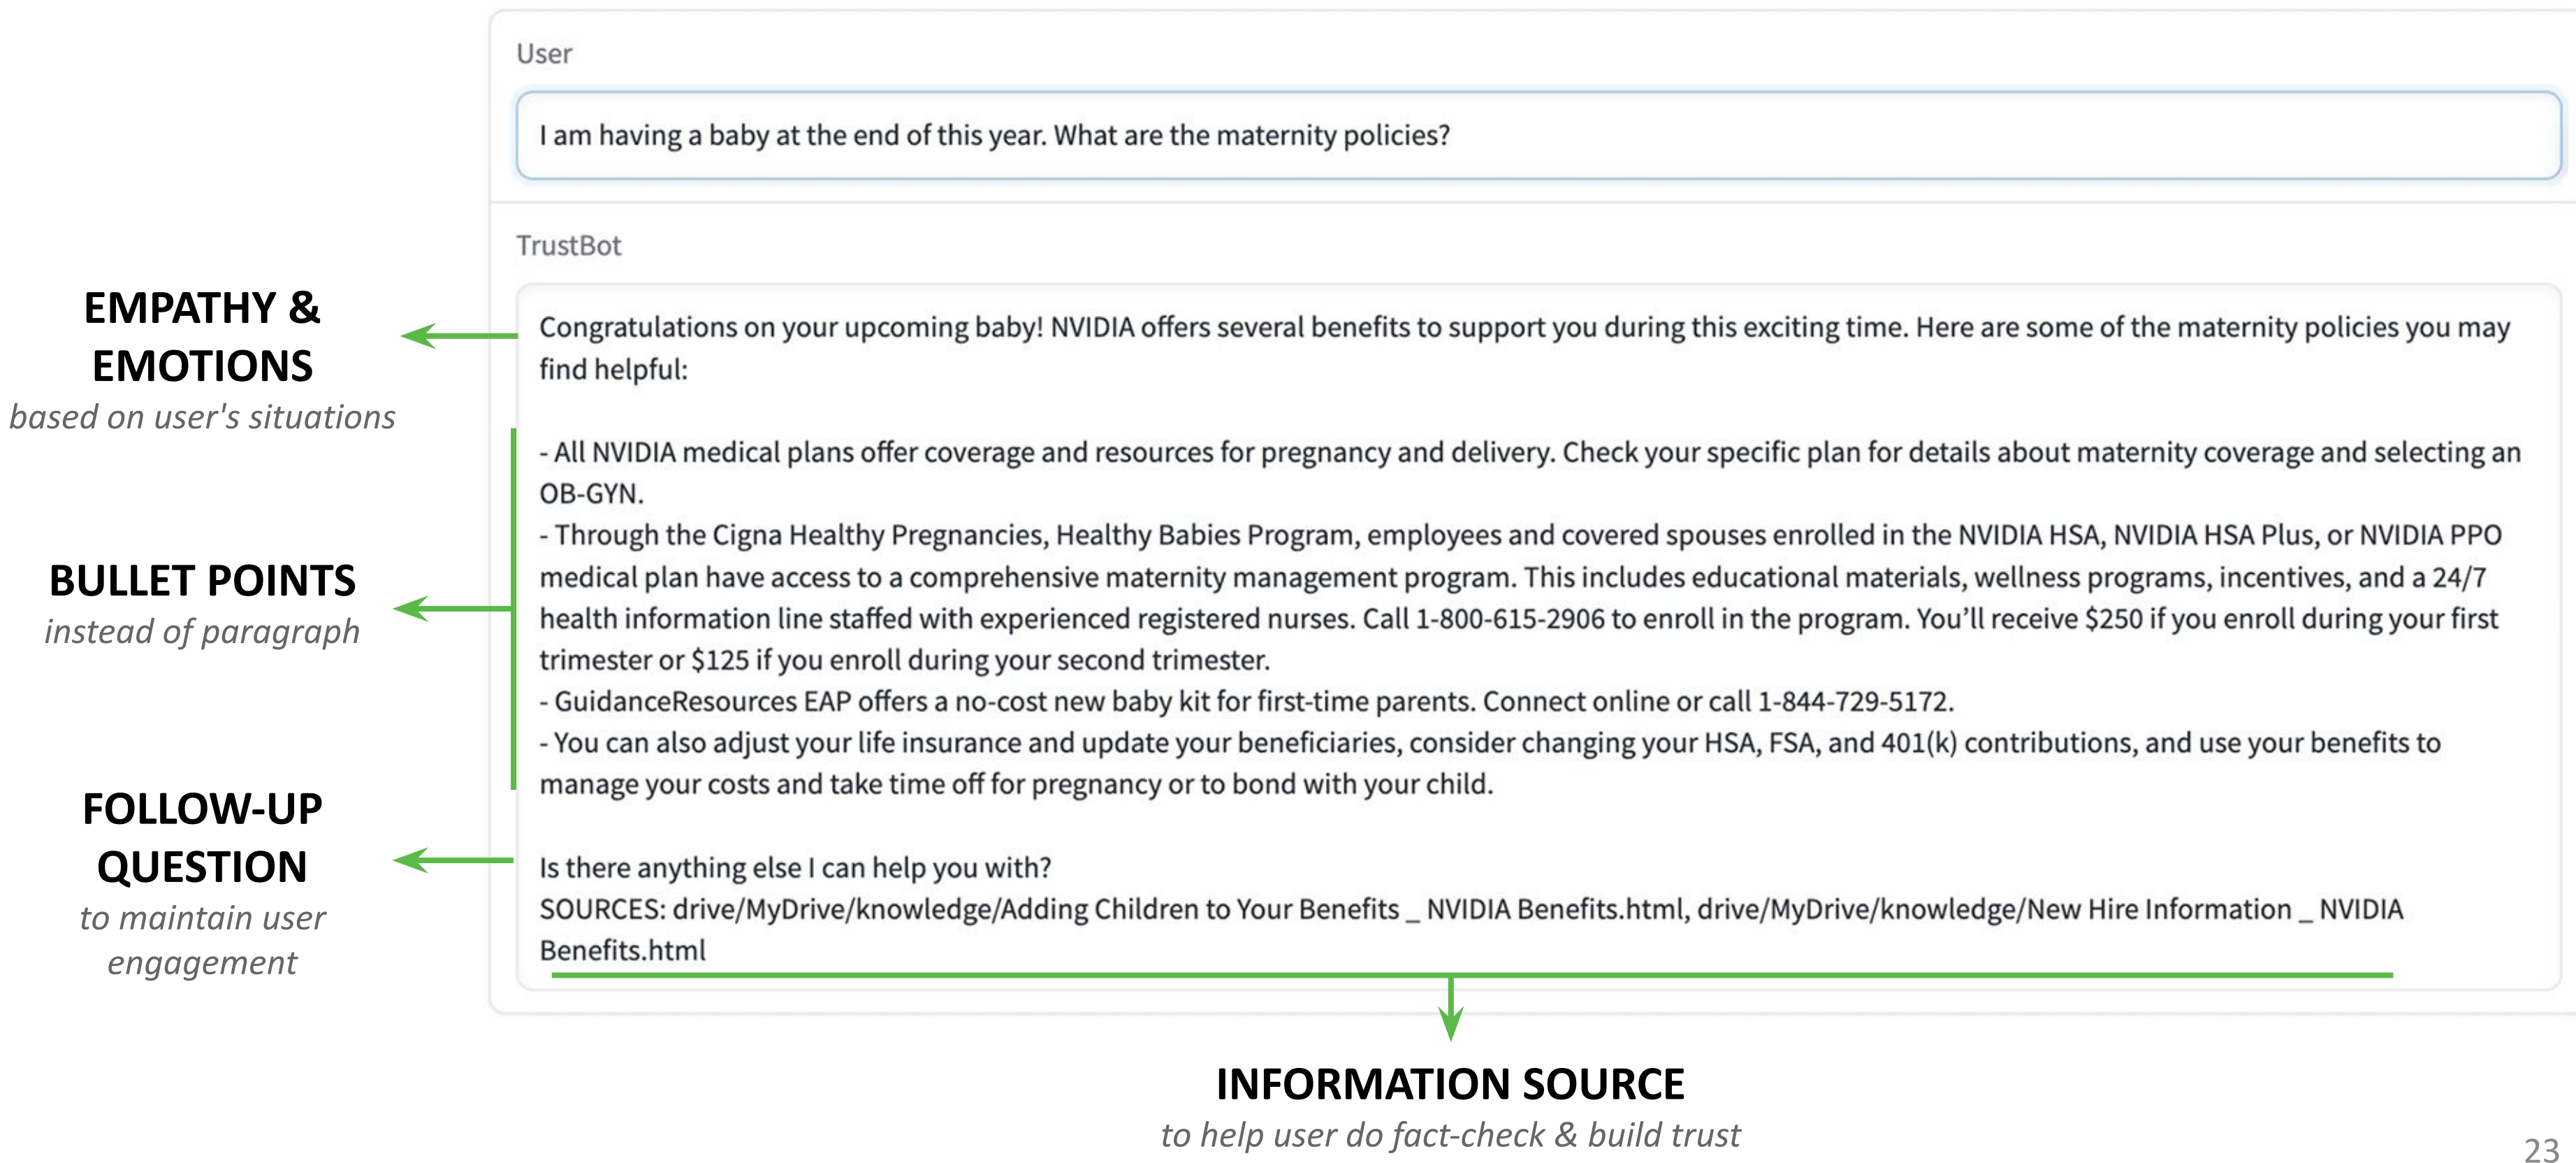 User
I am having a baby at the end of this year. What are the maternity policies?
TrustBot
EMPATHY &
EMOTIONS
based on user's situations
Congratulations on your upcoming baby! NVIDIA offers several benefits to support you during this exciting time. Here are some of the maternity policies you may
find helpful:
BULLET POINTS
instead of paragraph
- All NVIDIA medical plans offer coverage and resources for pregnancy and delivery. Check your specific plan for details about maternity coverage and selecting an
OB-GYN.
- Through the Cigna Healthy Pregnancies, Healthy Babies Program, employees and covered spouses enrolled in the NVIDIA HSA, NVIDIA HSA Plus, or NVIDIA PPO
medical plan have access to a comprehensive maternity management program. This includes educational materials, wellness programs, incentives, and a 24/7
health information line staffed with experienced registered nurses. Call 1-800-615-2906 to enroll in the program. You’ll receive $250 if you enroll during your first
trimester or $125 if you enroll during your second trimester.
- GuidanceResources EAP offers a no-cost new baby kit for first-time parents. Connect online or call 1-844-729-5172.
- You can also adjust your life insurance and update your beneficiaries, consider changing your HSA, FSA, and 401(k) contributions, and use your benefits to
manage your costs and take time off for pregnancy or to bond with your child.
FOLLOW-UP
QUESTION
to maintain user
engagement
Is there anything else I can help you with?
SOURCES: drive/MyDrive/knowledge/Adding Children to Your Benefits _ NVIDIA Benefits.html, drive/MyDrive/knowledge/New Hire Information _ NVIDIA
Benefits.html
INFORMATION SOURCE
to help user do fact-check & build trust
23